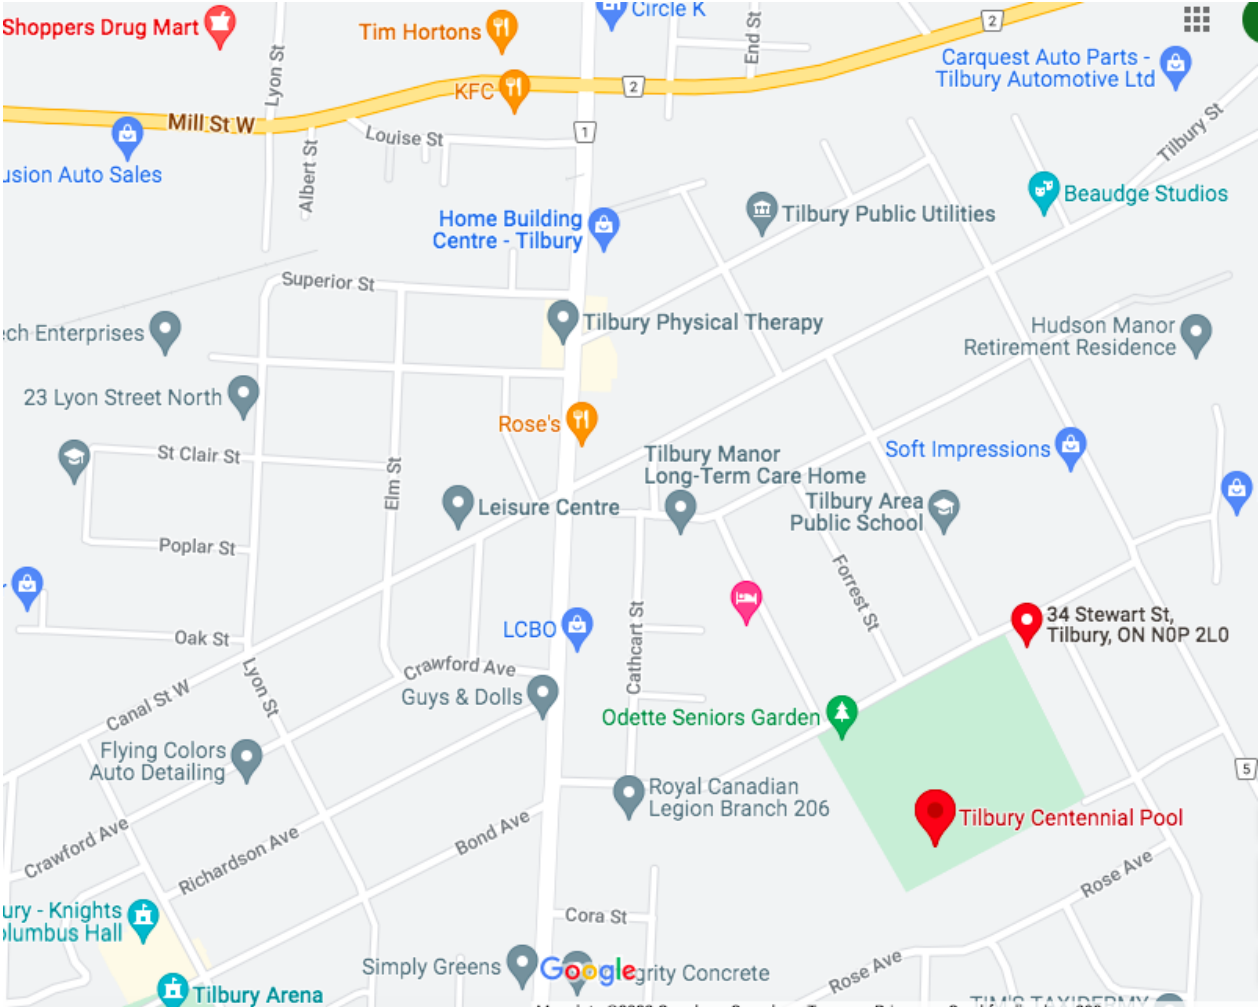 Circle K
2
Shoppers Drug Mart
Tim Hortons
End St
Lyon St
Carquest Auto Parts -
Tilbury Automotive Ltd
KFC
2
Mill St W
Louise St
1
Tilbury St
Albert St
usion Auto Sales
Beaudge Studios
Home Building
Centre - Tilbury
Tilbury Public Utilities
Superior St
Tilbury Physical Therapy
ech Enterprises
Hudson Manor
Retirement Residence
23 Lyon Street North
Rose's
St Clair St
Tilbury Manor
Long-Term Care Home
Soft Impressions
Elm St
Leisure Centre
Tilbury Area
Public School
Poplar St
Forrest St
34 Stewart St,
Tilbury, ON N0P 2L0
Oak St
LCBO
Cathcart St
Crawford Ave
Lyon St
Canal St W
Guys & Dolls
Odette Seniors Garden
Flying Colors
Auto Detailing
5
Royal Canadian
Legion Branch 206
Tilbury Centennial Pool
Crawford Ave
Richardson Ave
Bond Ave
Rose Ave
ury - Knights
olumbus Hall
Cora St
Simply Greens
Google
grity Concrete
Rose Ave
Tilbury Arena
TIM'S TAXIDERMY